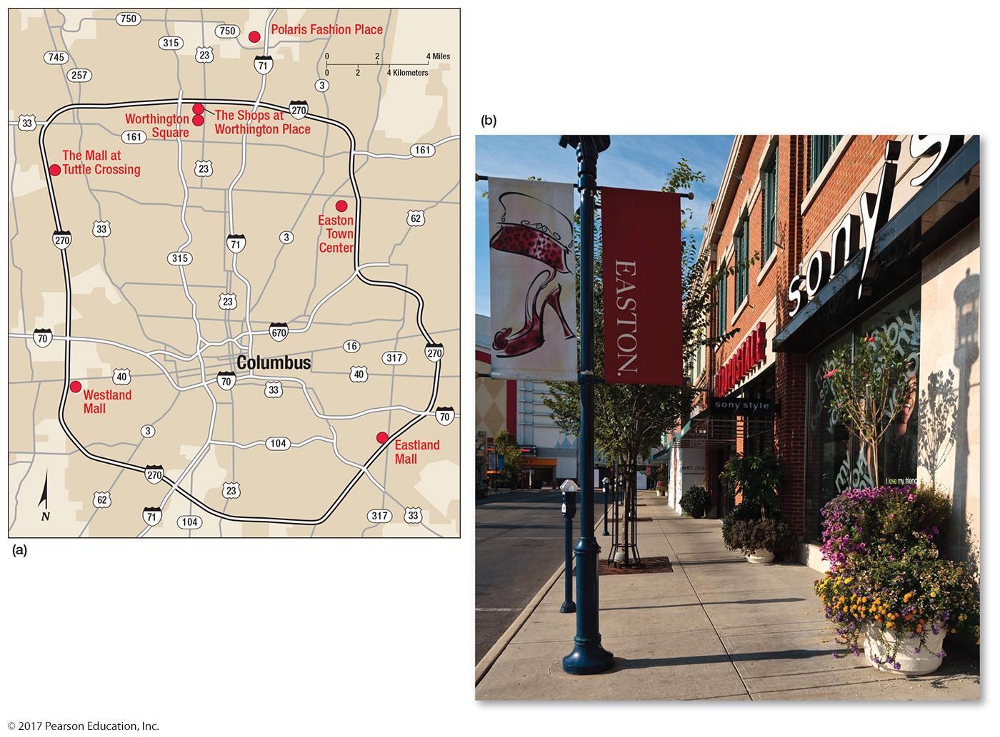 750
750
Polaris Fashion Place
315
23
745
71
0 2 4 Miles
0 2 4 Kilometers
257
3
270
33
Worthington
Square
The Shops at
Worthington Place
161
161
The Mall at
Tuttle Crossing
23
Easton
Town
Center
62
33
270
3
71
315
23
670
70
16
317
270
Columbus
40
70
33
40
Westland
Mall
70
3
104
Eastland
Mall
270
23
62
N
71
104
317
33
(a)
(b)
EASTON.
sony
s
sony style
wet
I love my friend
© 2017 Pearson Education, Inc.